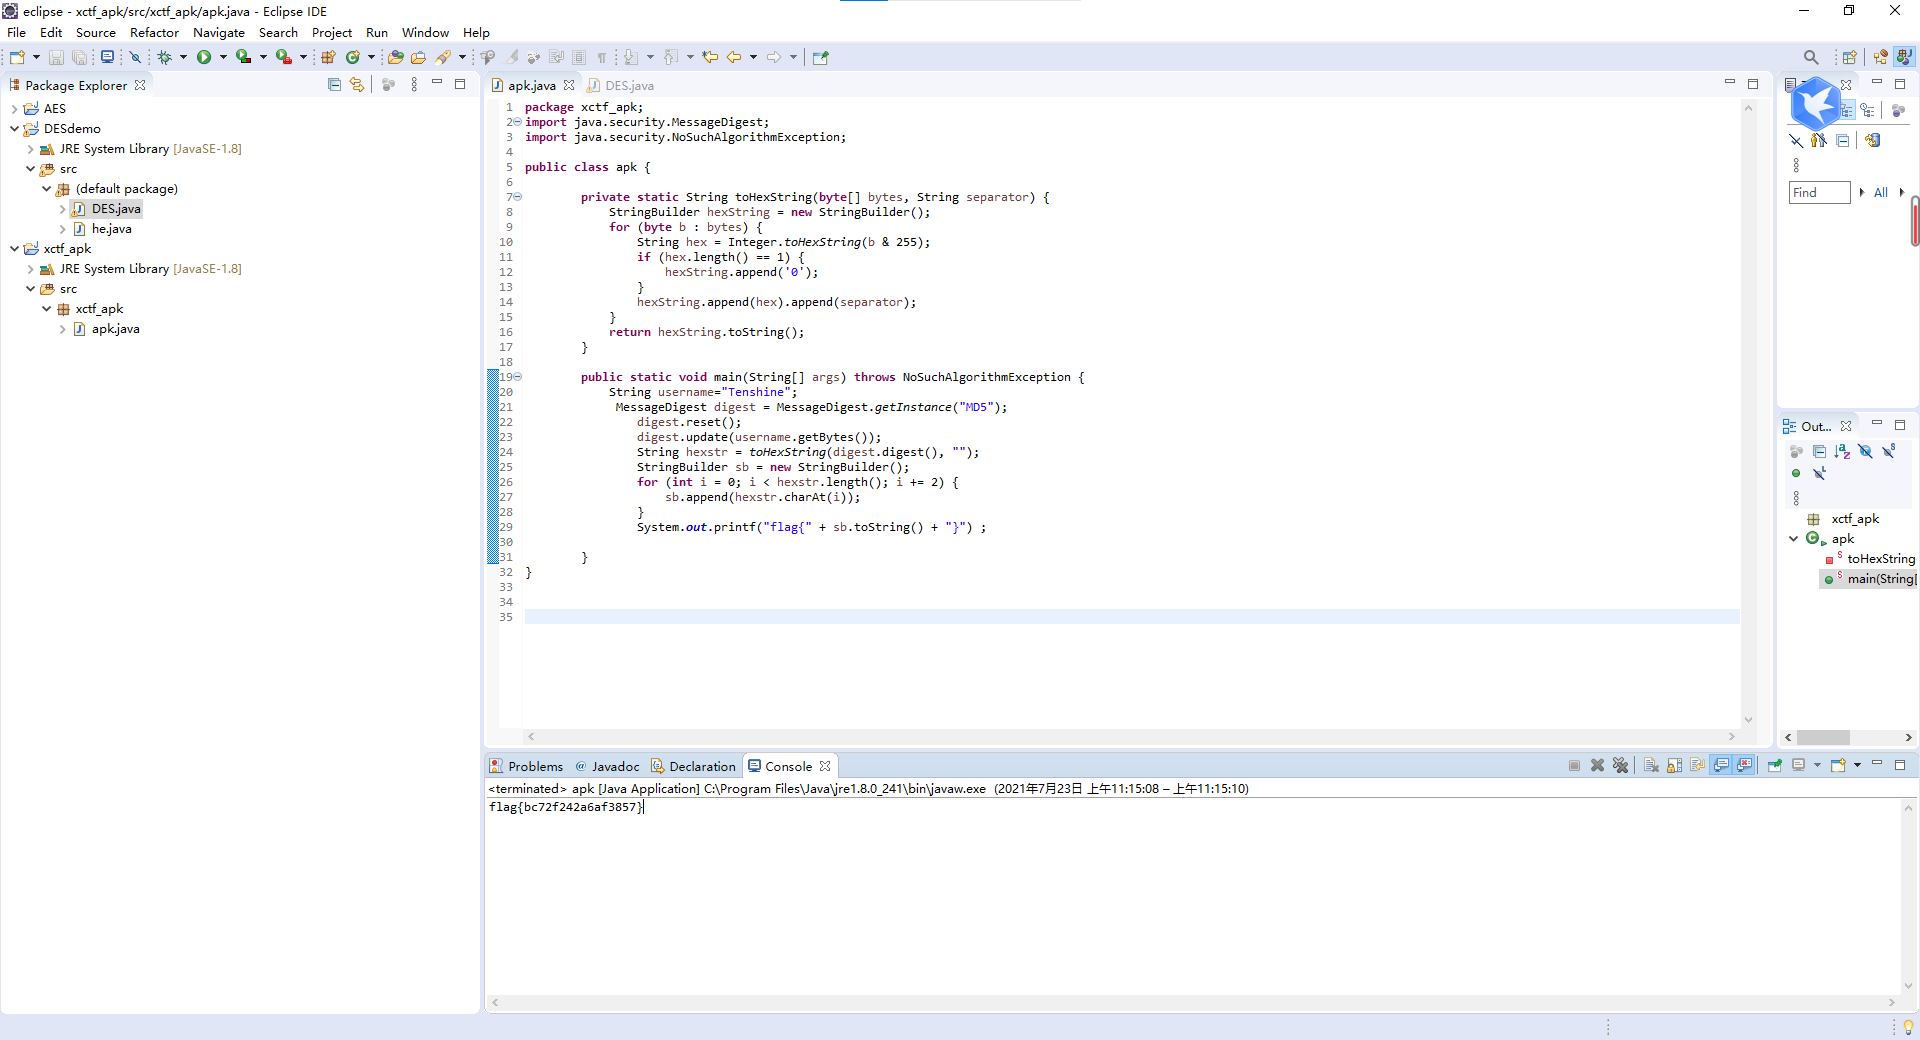 eclipse - xctf_apk/src/xctf_apk/apk.java - Eclipse IDE
File Edit Source Refactor Navigate Search Project Run Window Help
Package Explorer
AES
DESdemo
JRE System Library [JavaSE-1.8]
src
(default package)
DES.java
he.java
xctf_apk
JRE System Library [JavaSE-1.8]
src
xctf_apk
apk.java
apk.java DES.java
1 package xctf_apk;
2 import java.security.MessageDigest;
3 import java.security.NoSuchAlgorithmException;
4
5 public class apk {
6
7 private static String toHexString(byte[] bytes, String separator) {
8 StringBuilder hexString = new StringBuilder();
9 for (byte b : bytes) {
10 String hex = Integer.toHexString(b & 255);
11 if (hex.length() == 1) {
12 hexString.append('0');
13 }
14 hexString.append(hex).append(separator);
15 }
16 return hexString.toString();
17 }
18
19 public static void main(String[] args) throws NoSuchAlgorithmException {
20 String username="Tenshine";
21 MessageDigest digest = MessageDigest.getInstance("MD5");
22 digest.reset();
23 digest.update(username.getBytes());
24 String hexstr = toHexString(digest.digest(), "");
25 StringBuilder sb = new StringBuilder();
26 for (int i = 0; i < hexstr.length(); i += 2) {
27 sb.append(hexstr.charAt(i));
28 }
29 System.out.printf("flag{" + sb.toString() + "}") ;
30
31 }
32 }
33
34
35
Find All
Out...
xctf_apk
apk
toHexString
main(String[
Problems @ Javadoc Declaration Console
<terminated> apk [Java Application] C:\Program Files\Java\jre1.8.0_241\bin\javaw.exe (2021年7月23日 上午11:15:08 – 上午11:15:10)
flag{bc72f242a6af3857}